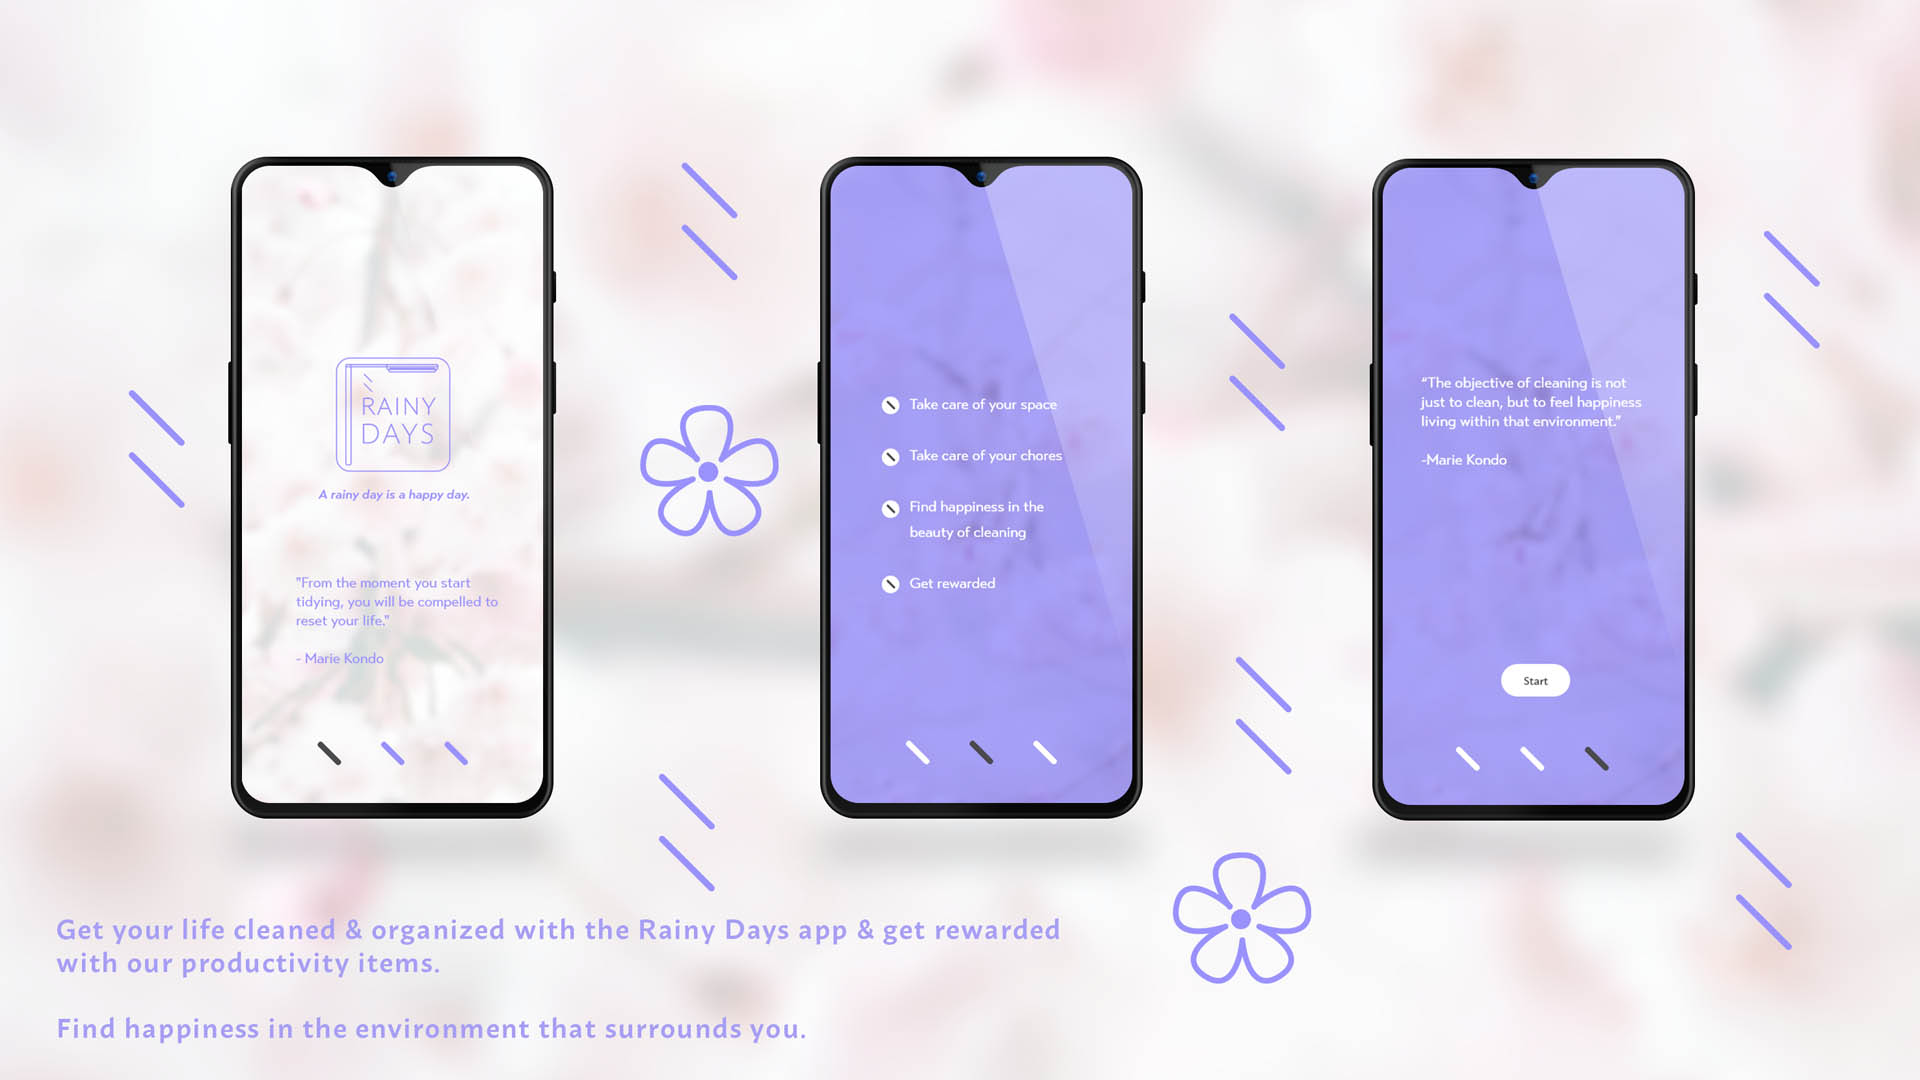 RAINY
DAYS
A rainy day is a happy day.
"From the moment you start
tidying, you will be compelled to
reset your life."
- Marie Kondo
Take care of your space
Take care of your chores
Find happiness in the
beauty of cleaning
Get rewarded
“The objective of cleaning is not
just to clean, but to feel happiness
living within that environment.”
-Marie Kondo
Start
Get your life cleaned & organized with the Rainy Days app & get rewarded
with our productivity items.
Find happiness in the environment that surrounds you.